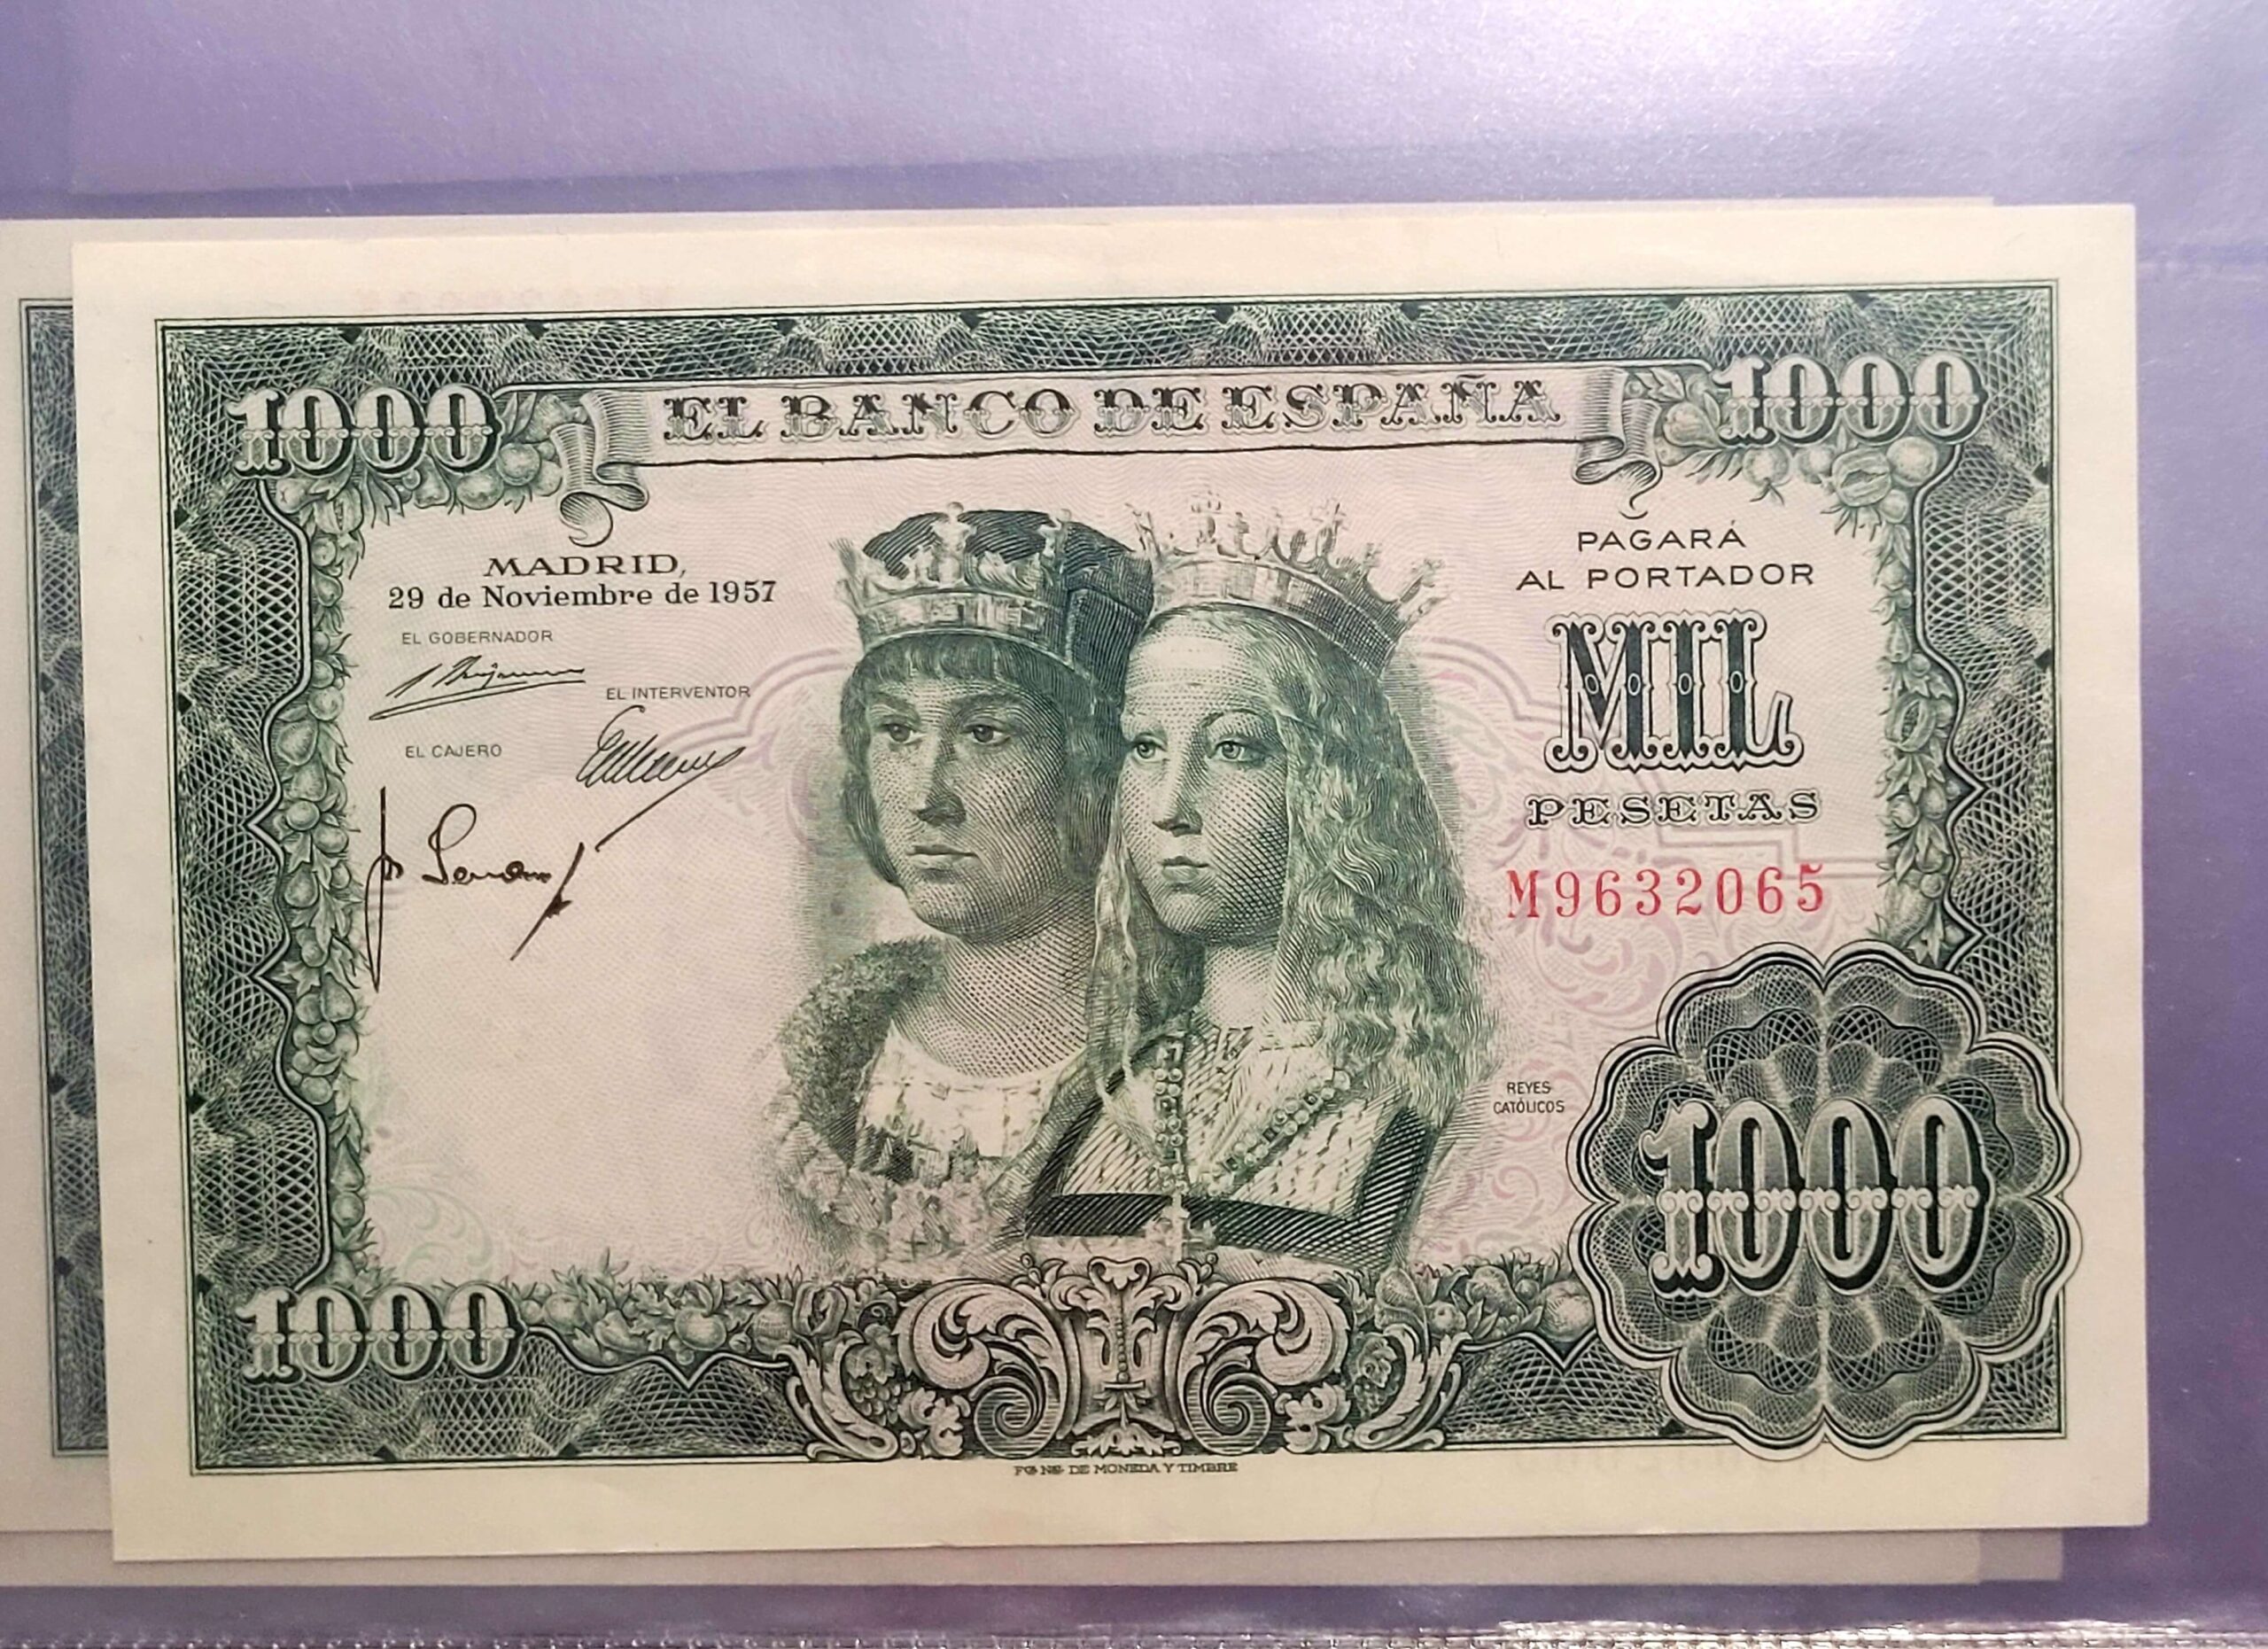 1000
EL BANCO DE ESPAÑA
1000
MADRID,
29 de Noviembre de 1957
EL GOBERNADOR
EL INTERVENTOR
EL CAJERO
PAGARÁ
AL PORTADOR
MIL
PESETAS
M9632065
REYES
CATÓLICOS
1000
1000
FCA NAL DE MONEDA Y TIMBRE